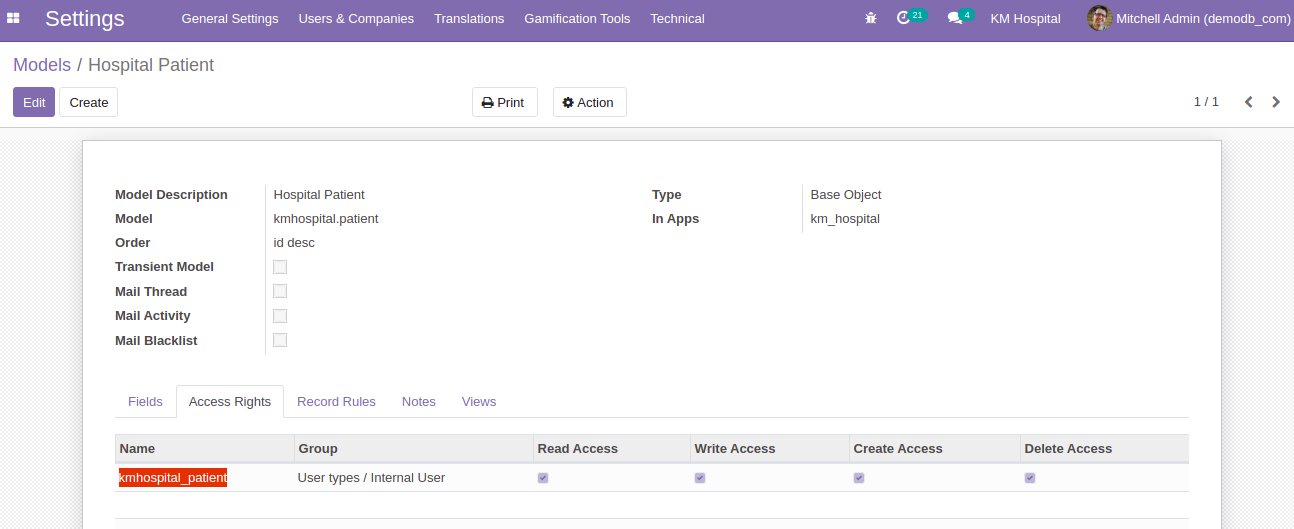 Settings General Settings Users & Companies Translations Gamification Tools Technical 21 4 KM Hospital Mitchell Admin (demodb_com)
Models / Hospital Patient
Edit Create Print Action 1 / 1
Model Description Hospital Patient Type Base Object
Model kmhospital.patient In Apps km_hospital
Order id desc
Transient Model
Mail Thread
Mail Activity
Mail Blacklist
Fields Access Rights Record Rules Notes Views
Name Group Read Access Write Access Create Access Delete Access
kmhospital_patient User types / Internal User